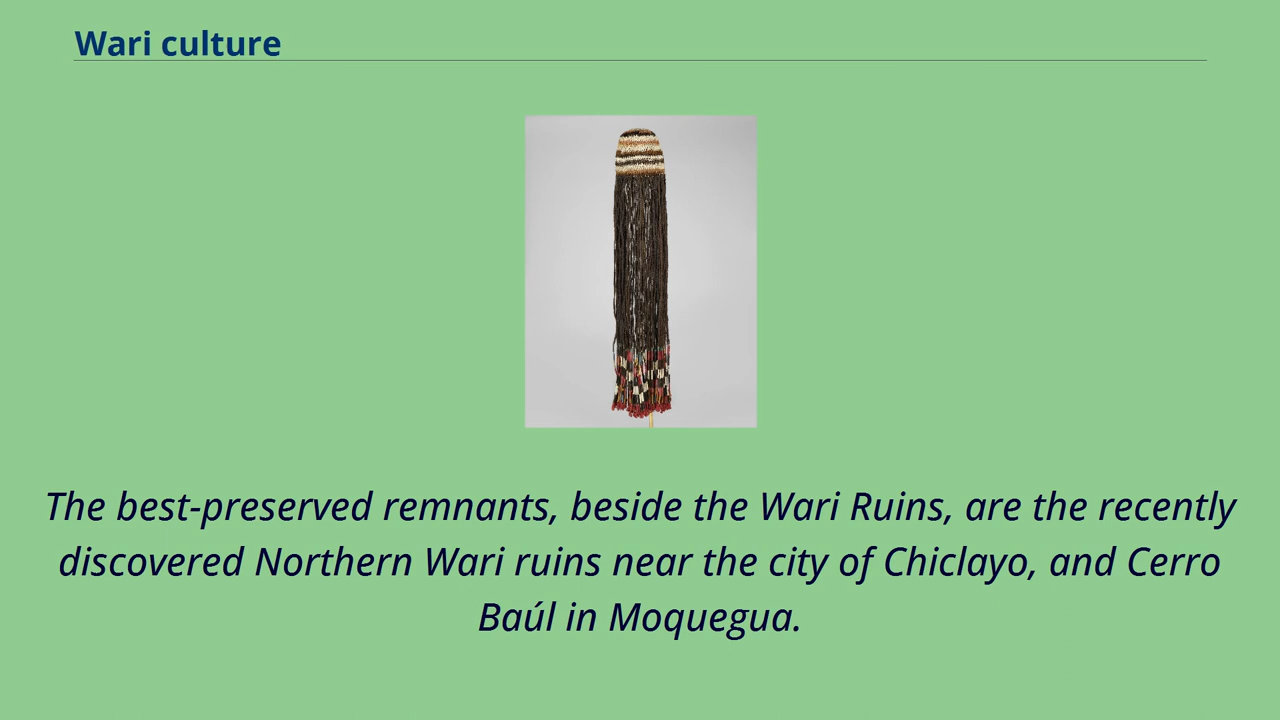 Wari culture
The best-preserved remnants, beside the Wari Ruins, are the recently
discovered Northern Wari ruins near the city of Chiclayo, and Cerro
Baúl in Moquegua.